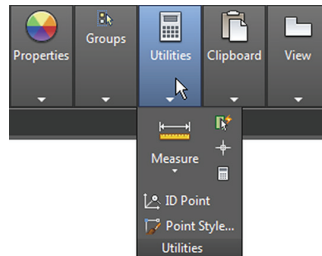 Properties
Groups
Utilities
Clipboard
View
Measure
ID Point
Point Style...
Utilities